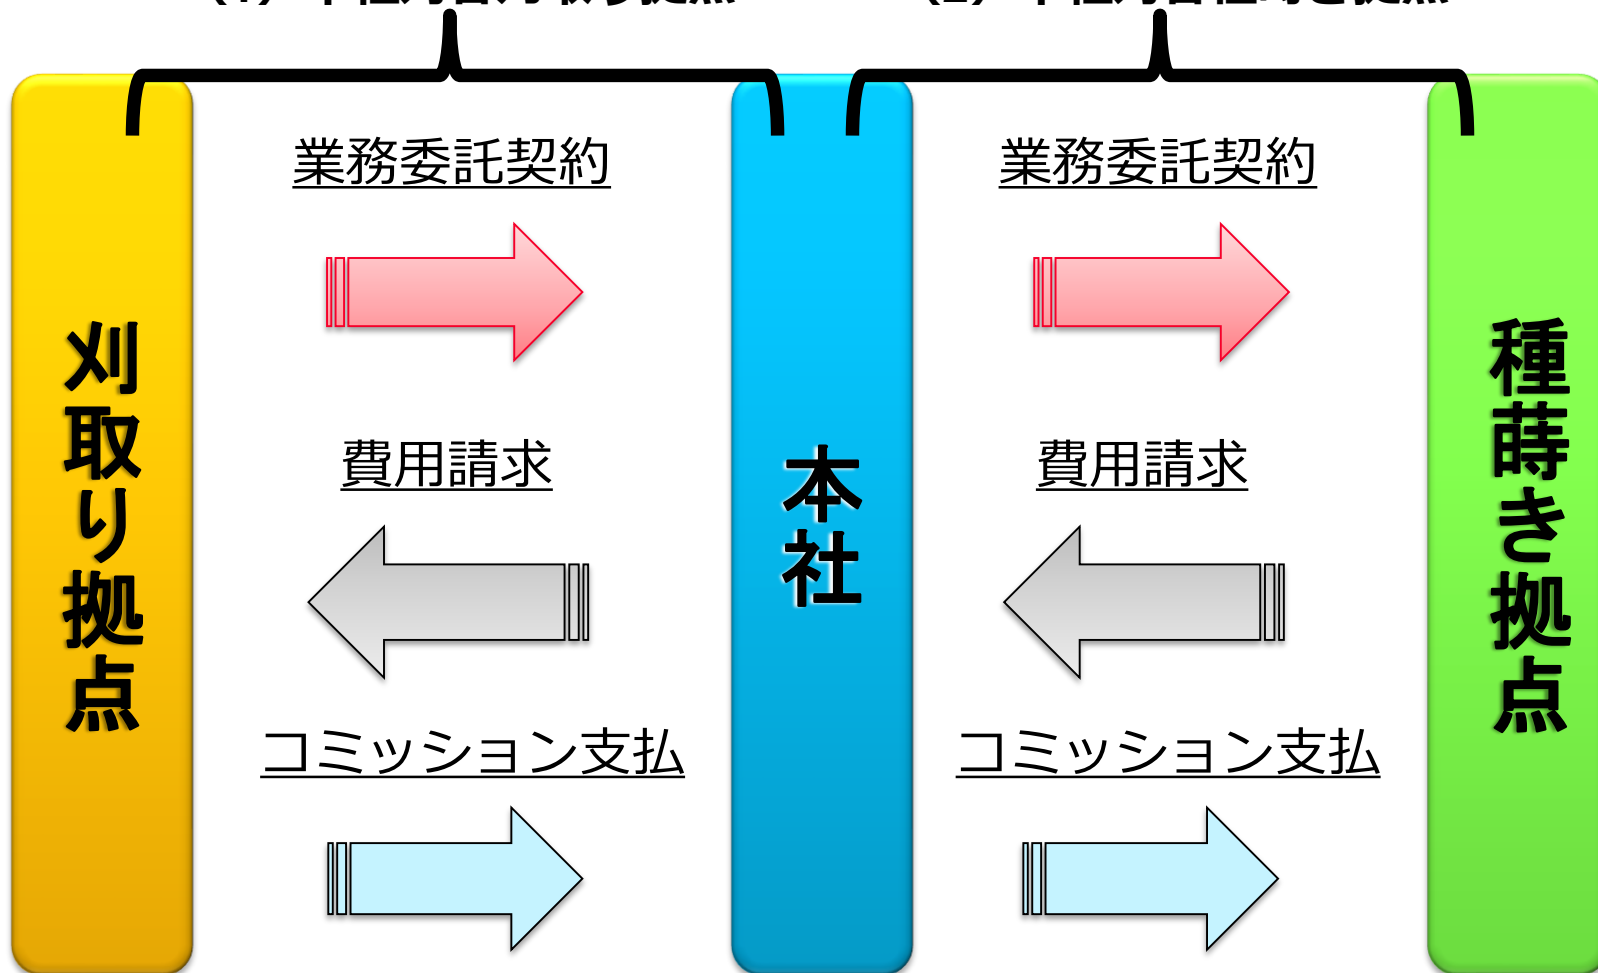 業務委託契約
業務委託契約
刈取り拠点
費用請求
本社
費用請求
種蒔き拠点
コミッション支払
コミッション支払